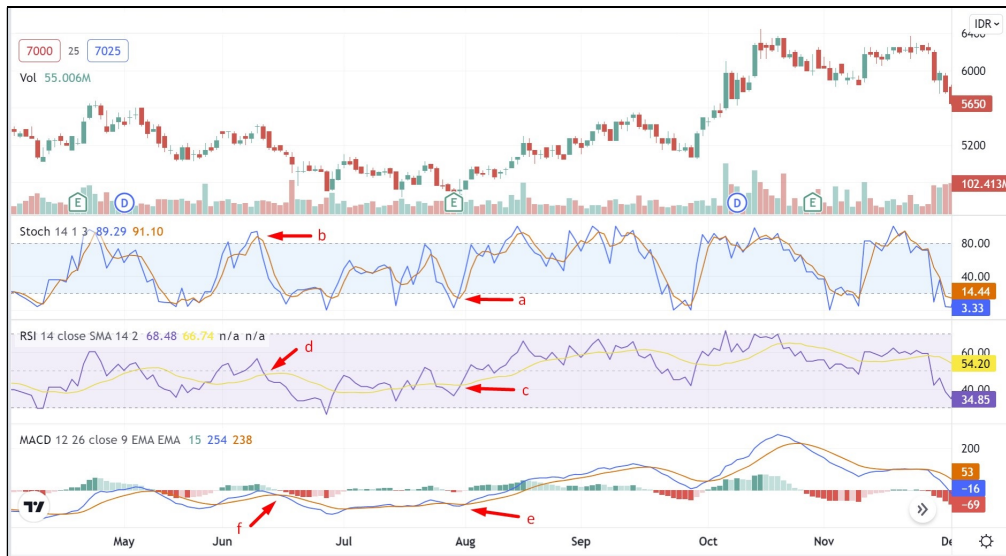 IDR
7000 25 7025
Vol 55.006M
6400
6000
5650
5200
102.413M
E D E D E
Stoch 14 1 3 89.29 91.10
b
80.00
40.00
a
14.44
3.33
RSI 14 close SMA 14 2 68.48 66.74 n/a n/a
d
60.00
54.20
c
40.00
34.85
MACD 12 26 close 9 EMA EMA 15 254 238
200
53
-16
-69
f
e
May Jun Jul Aug Sep Oct Nov De